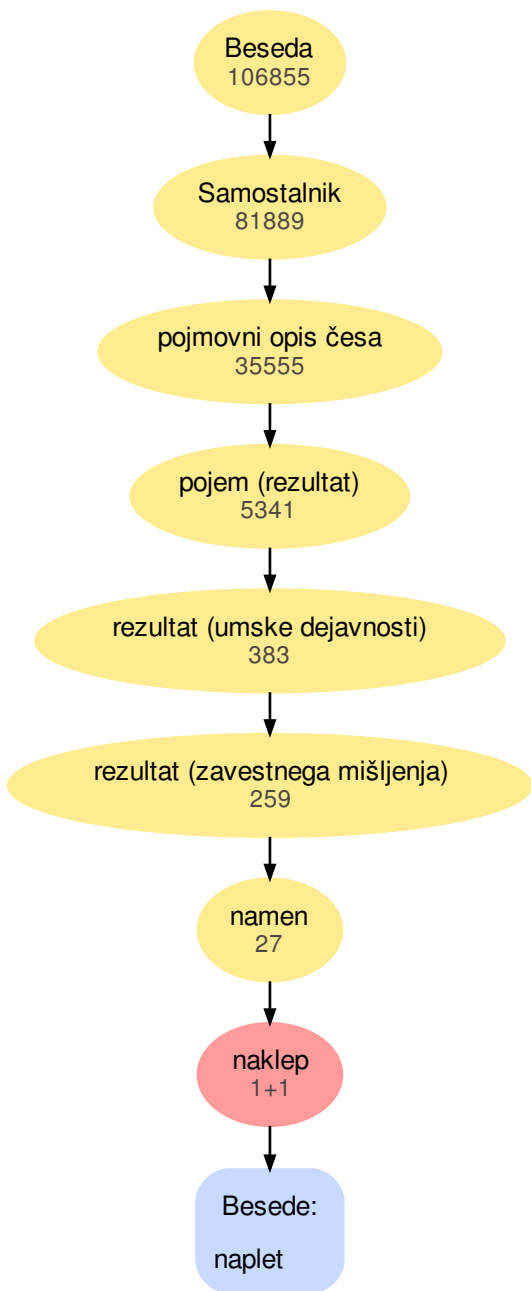 Beseda
106855
Samostalnik
81889
pojmovni opis česa
35555
pojem (rezultat)
5341
rezultat (umske dejavnosti)
383
rezultat (zavestnega mišljenja)
259
namen
27
naklep
1+1
Besede:
naplet